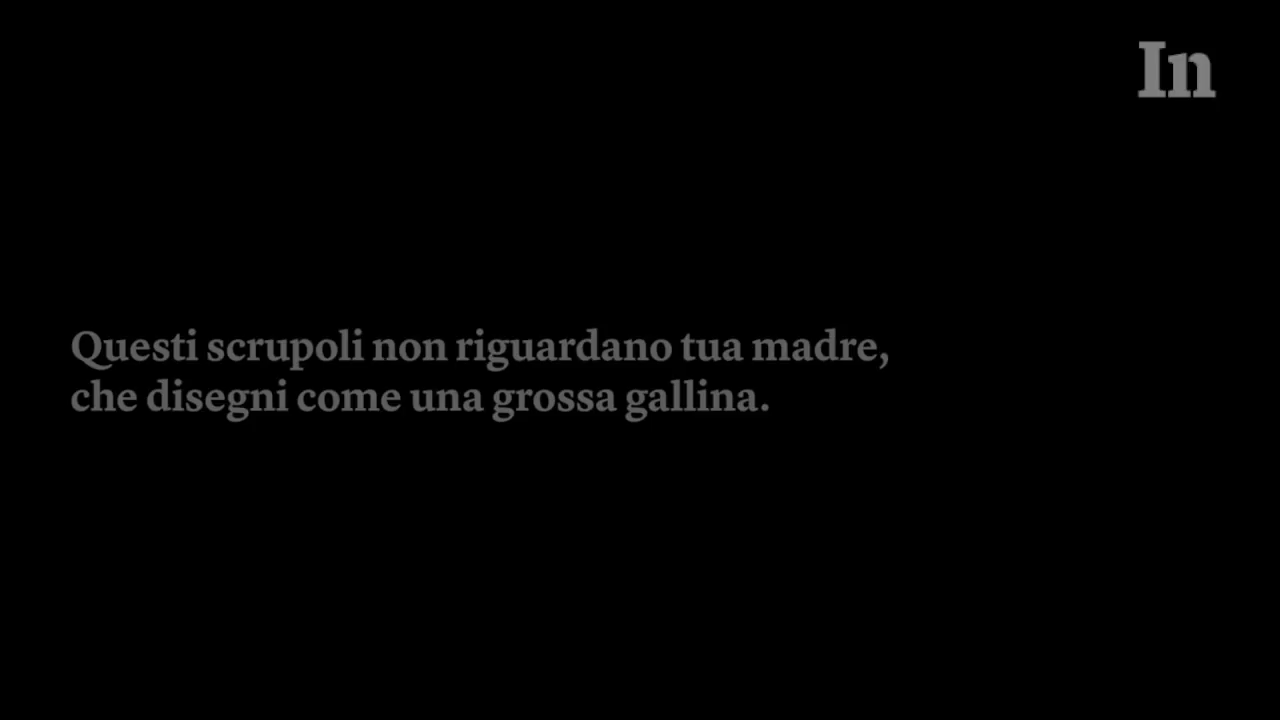 In
Questi scrupoli non riguardano tua madre,
che disegni come una grossa gallina.